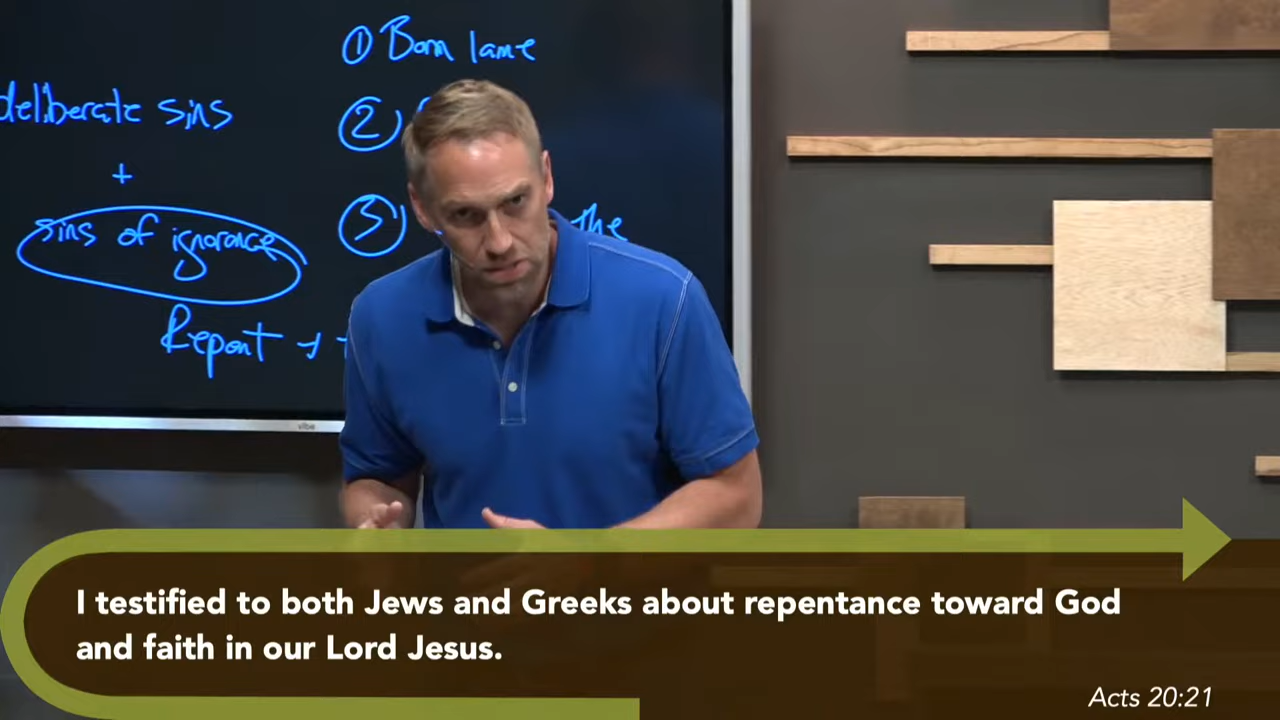 ① Born lame
deliberate sins
②
+
sins of ignorance
③ the
Repent
vibe
I testified to both Jews and Greeks about repentance toward God
and faith in our Lord Jesus.
Acts 20:21